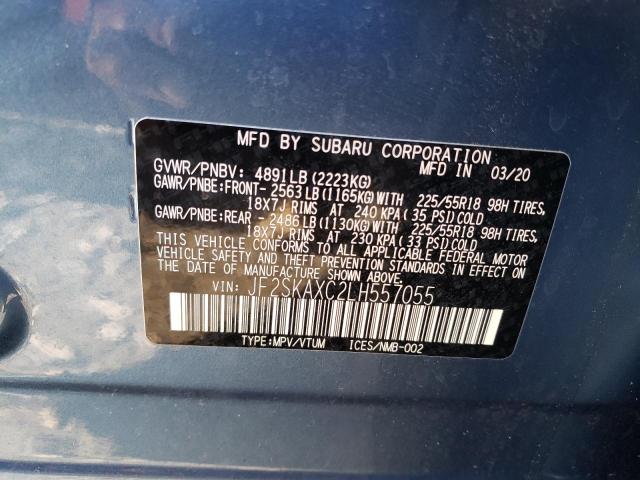 MFD BY SUBARU CORPORATION MFD IN 03/20
GVWR/PNBV: 4891LB(2223KG)
GAWR/PNBE:FRONT-2563LB(1165KG)WITH 225/55R18 98H TIRES,
18X7J RIMS AT 240 KPA(35 PSI)COLD
GAWR/PNBE:REAR -2486LB(1130KG)WITH 225/55R18 98H TIRES,
18X7J RIMS AT 230 KPA(33 PSI)COLD
THIS VEHICLE CONFORMS TO ALL APPLICABLE FEDERAL MOTOR
VEHICLE SAFETY AND THEFT PREVENTION STANDARDS IN EFFECT ON
THE DATE OF MANUFACTURE SHOWN ABOVE.
VIN: JF2SKAXC2LH557055
TYPE:MPV/VTUM ICES/NMB-002